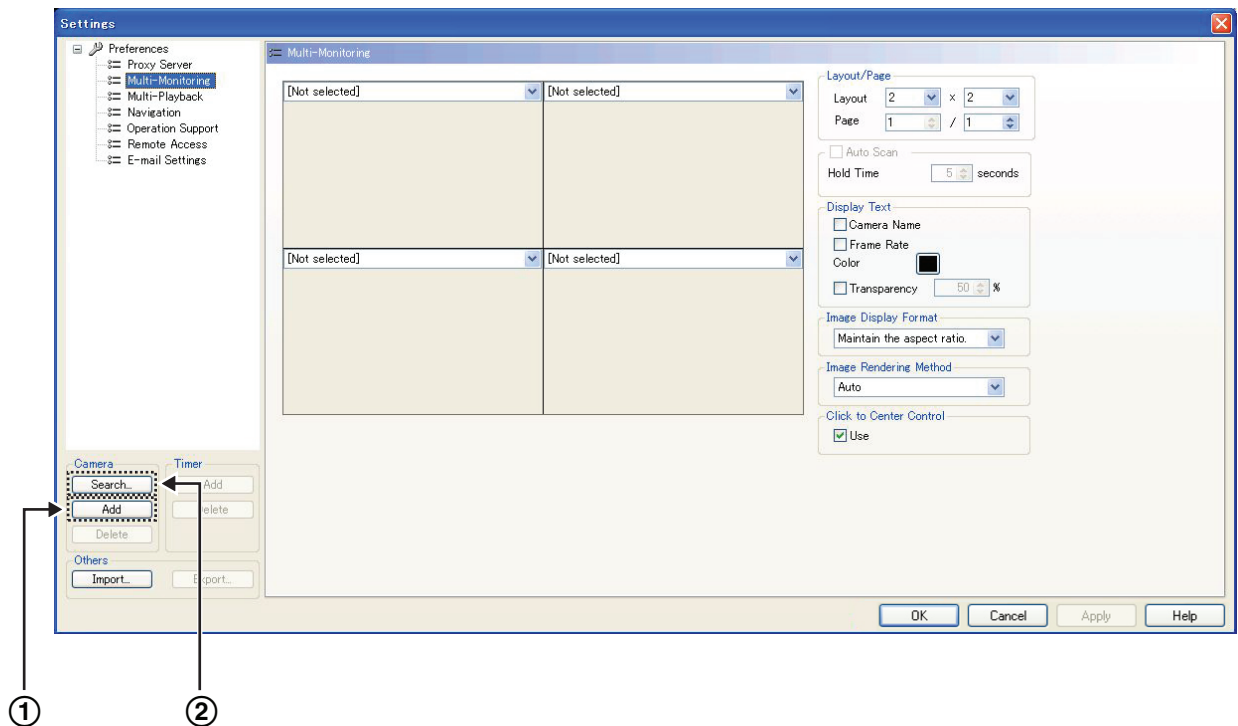 Settings
Preferences
Proxy Server
Multi-Monitoring
Multi-Playback
Navigation
Operation Support
Remote Access
E-mail Settings
Multi-Monitoring
[Not selected] [Not selected]
[Not selected] [Not selected]
Layout/Page
Layout 2 x 2
Page 1 / 1
Auto Scan
Hold Time 5 seconds
Display Text
Camera Name
Frame Rate
Color
Transparency 50 %
Image Display Format
Maintain the aspect ratio.
Image Rendering Method
Auto
Click to Center Control
Use
Camera Timer
Search... Add
Add Delete
Delete
Others
Import... Export...
OK Cancel Apply Help
① ②